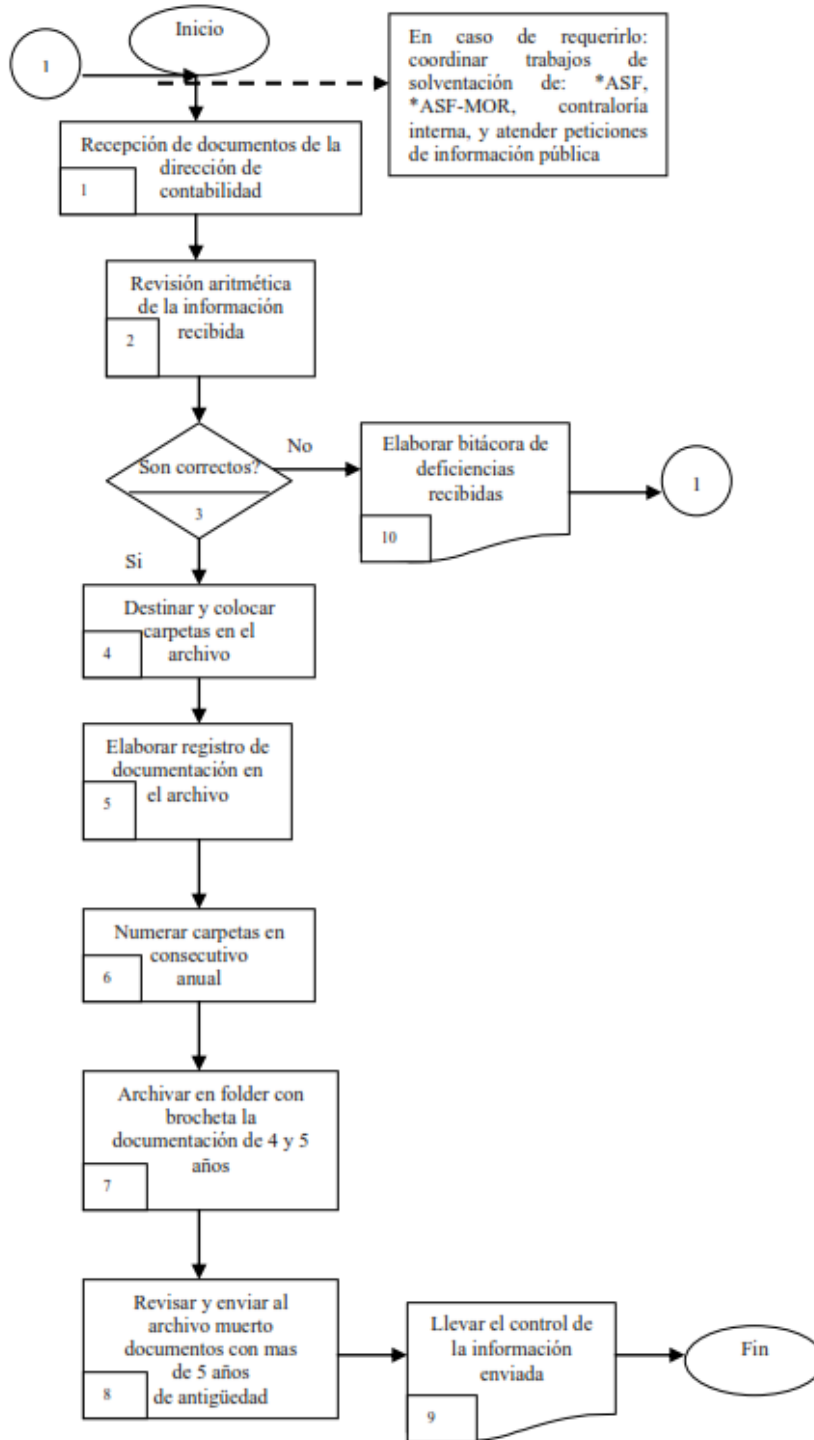 Inicio
1
En caso de requerirlo:
coordinar trabajos de
solventación de: *ASF,
*ASF-MOR, contraloría
interna, y atender peticiones
de información pública
Recepción de documentos de la
dirección de
contabilidad
1
Revisión aritmética
de la información
recibida
2
Son correctos?
3
No
Elaborar bitácora de
deficiencias
recibidas
10
1
Si
Destinar y colocar
carpetas en el
archivo
4
Elaborar registro de
documentación en
el archivo
5
Numerar carpetas en
consecutivo
anual
6
Archivar en folder con
brocheta la
documentación de 4 y 5
años
7
Revisar y enviar al
archivo muerto
documentos con mas
de 5 años
de antigüedad
8
Llevar el control de
la información
enviada
9
Fin